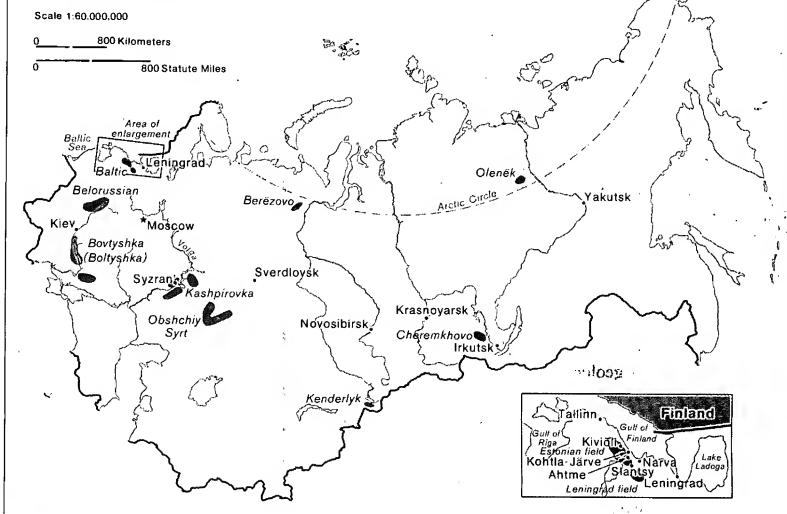 Scale 1:60.000.000
0 800 Kilometers
0 800 Statute Miles
Area of
enlargement
Baltic
Sea
Leningrad
Baltic
Belorussian
Kiev
Moscow
Bovtyshka
(Boltyshka)
Volga
Syzran'
Kashpirovka
Sverdlovsk
Obshchiy
Syrt
Berëzovo
Arctic Circle
Olenëk
Yakutsk
Novosibirsk
Krasnoyarsk
Cheremkhovo
Irkutsk
Kenderlyk
Tallinn
Finland
Gulf of
Riga
Gulf of
Finland
Kiviõli
Estonian field
Kohtla-Järve
Narva
Ahtme
Slantsy
Leningrad
Leningrad field
Lake
Ladoga